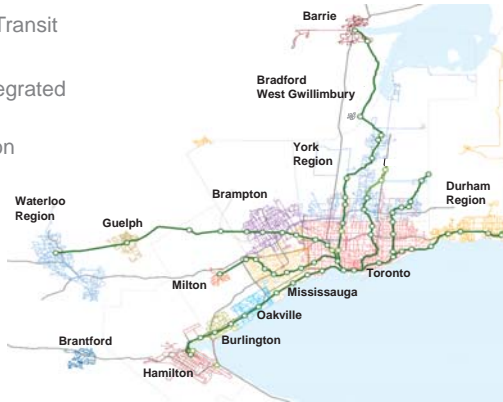 Transit
egrated
on
Barrie
Bradford
West Gwillimbury
York
Region
Brampton
Durham
Region
Waterloo
Region
Guelph
Toronto
Milton
Mississauga
Oakville
Brantford
Burlington
Hamilton